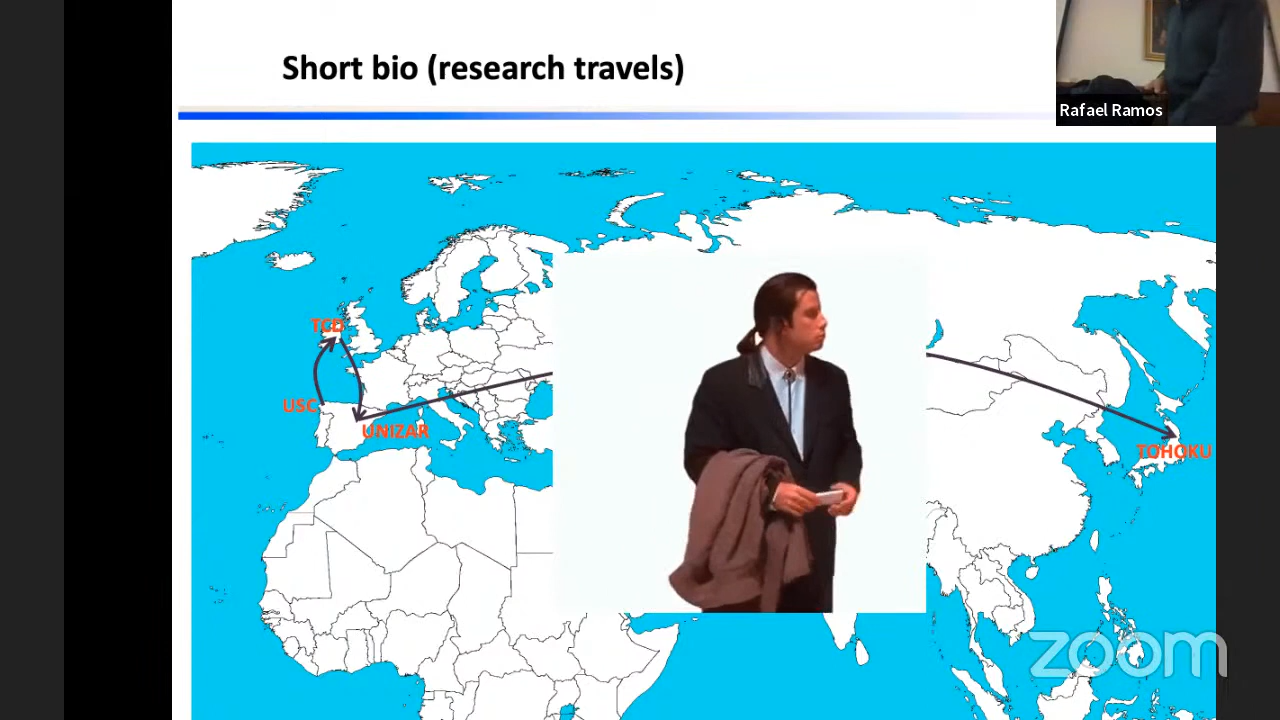 Short bio (research travels)
Rafael Ramos
TCD
USC
UNIZAR
TOHOKU
zoom